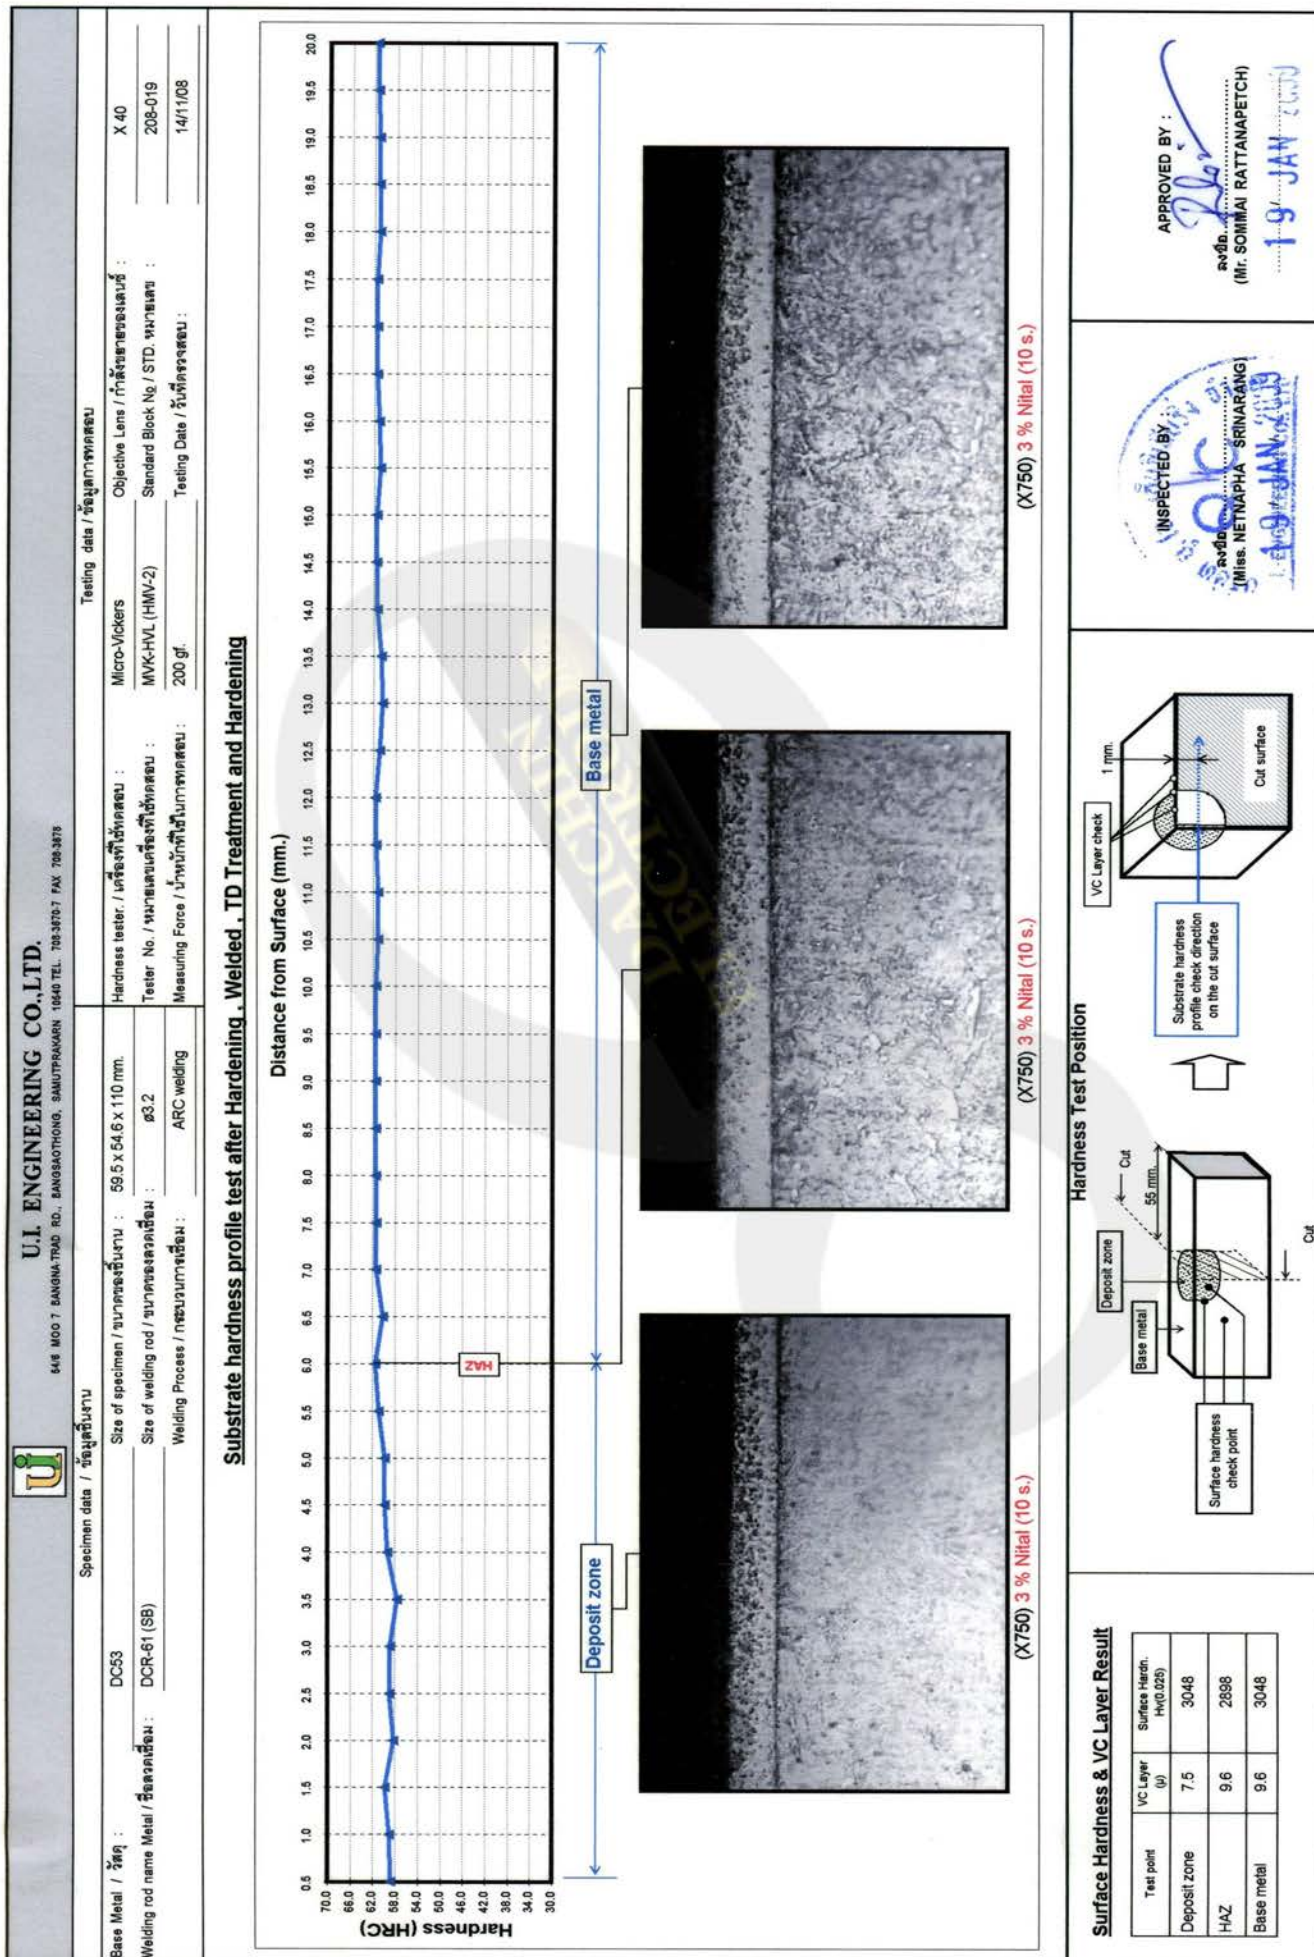 U.I. ENGINEERING CO.,LTD.
54/6 MOO 7 BANGNA-TRAD RD., BANGSAOTHONG, SAMUTPRAKARN 10540 TEL. 708-3670-7 FAX 708-3678
Specimen data / ข้อมูลชิ้นงาน
Testing data / ข้อมูลการทดสอบ
Base Metal / วัสดุ : DC53
Size of specimen / ขนาดของชิ้นงาน : 59.5 x 54.6 x 110 mm.
Hardness tester. / เครื่องที่ใช้ทดสอบ : Micro-Vickers
Objective Lens / กำลังขยายของเลนซ์ : X 40
Welding rod name Metal / ชื่อลวดเชื่อม : DCR-61 (SB)
Size of welding rod / ขนาดของลวดเชื่อม : ø3.2
Tester No. / หมายเลขเครื่องที่ใช้ทดสอบ : MVK-HVL (HMV-2)
Standard Block No / STD. หมายเลข : 208-019
Welding Process / กระบวนการเชื่อม : ARC welding
Measuring Force / น้ำหนักที่ใช้ในการทดสอบ : 200 gf.
Testing Date / วันที่ตรวจสอบ : 14/11/08
Substrate hardness profile test after Hardening , Welded , TD Treatment and Hardening
Distance from Surface (mm.)
0.5 1.0 1.5 2.0 2.5 3.0 3.5 4.0 4.5 5.0 5.5 6.0 6.5 7.0 7.5 8.0 8.5 9.0 9.5 10.0 10.5 11.0 11.5 12.0 12.5 13.0 13.5 14.0 14.5 15.0 15.5 16.0 16.5 17.0 17.5 18.0 18.5 19.0 19.5 20.0
Hardness (HRC)
70.0
66.0
62.0
58.0
54.0
50.0
46.0
42.0
38.0
34.0
30.0
HAZ
Deposit zone
Base metal
DAICHIN
ELECTRON
(X750) 3 % Nital (10 s.)
(X750) 3 % Nital (10 s.)
(X750) 3 % Nital (10 s.)
Surface Hardness & VC Layer Result
Test point VC Layer (μ) Surface Hardn. Hv(0.025)
Deposit zone 7.5 3048
HAZ 9.6 2898
Base metal 9.6 3048
Hardness Test Position
Base metal
Deposit zone
Cut
55 mm.
Surface hardness
check point
Cut
Substrate hardness
profile check direction
on the cut surface
VC Layer check
1 mm.
Cut surface
INSPECTED BY :
OK
ลงชื่อ
(Miss. NETNAPHA SRINARANG)
19 JAN 2009
APPROVED BY :
ลงชื่อ
(Mr. SOMMAI RATTANAPETCH)
19 JAN